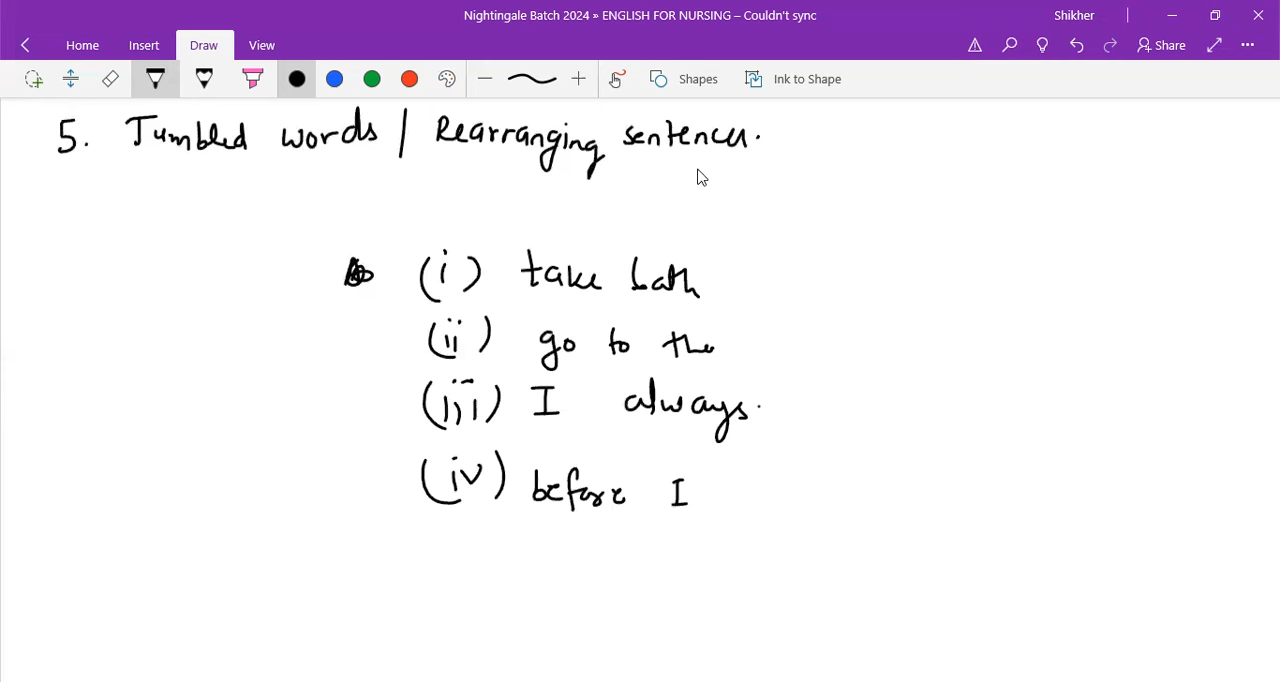 Nightingale Batch 2024 » ENGLISH FOR NURSING – Couldn't sync
Shikher
Home Insert Draw View
Share
Shapes Ink to Shape
5. Jumbled words / Rearranging sentences.
(i) take bath
(ii) go to the
(iii) I always.
(iv) before I